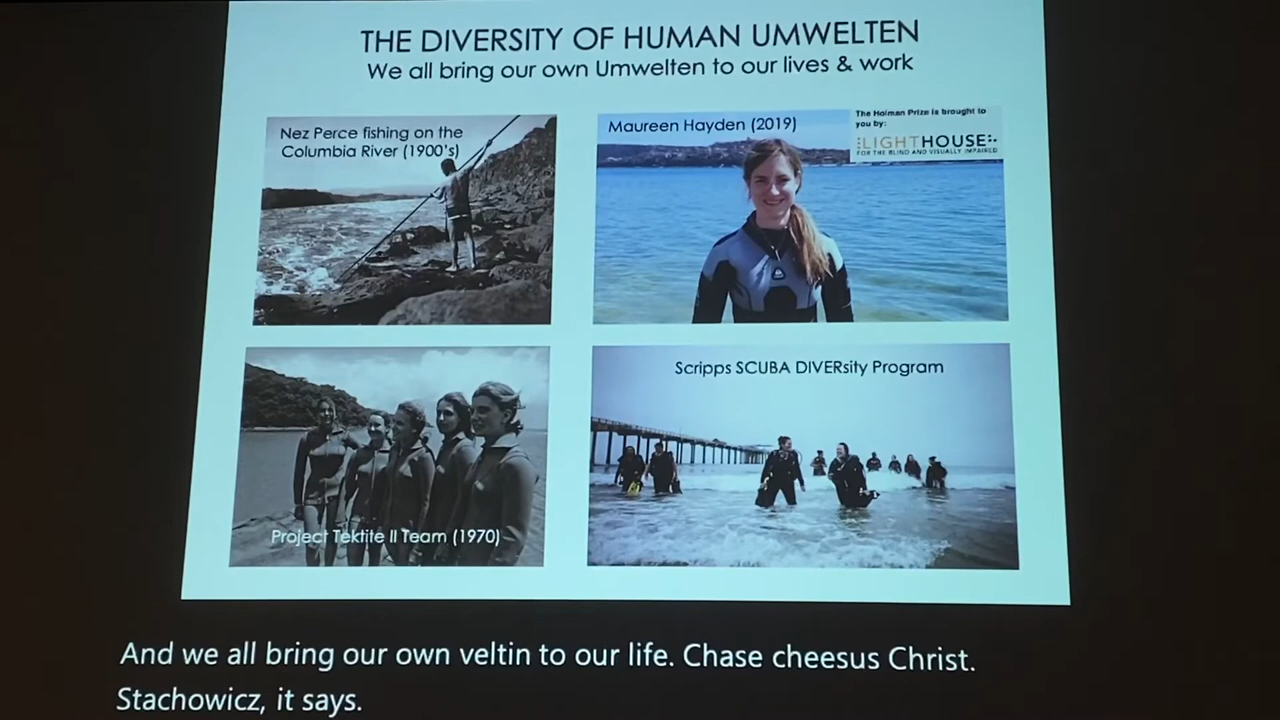 THE DIVERSITY OF HUMAN UMWELTEN
We all bring our own Umwelten to our lives & work
Nez Perce fishing on the
Columbia River (1900's)
Maureen Hayden (2019)
The Holman Prize is brought to
you by:
LIGHTHOUSE
FOR THE BLIND AND VISUALLY IMPAIRED
Project Tektite II Team (1970)
Scripps SCUBA DIVERsity Program
And we all bring our own veltin to our life. Chase cheesus Christ.
Stachowicz, it says.